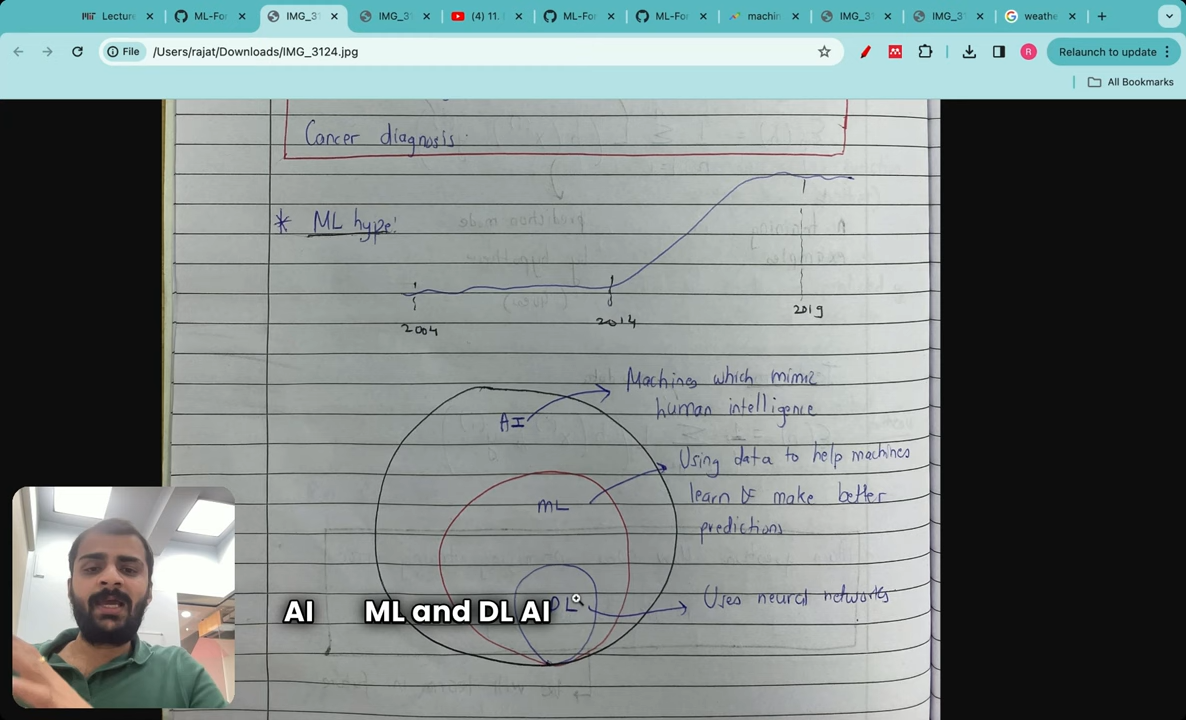 Lecture
ML-For
IMG_3
IMG_3
(4) 11.
ML-For
ML-For
machin
IMG_3
IMG_3
weathe
File
/Users/rajat/Downloads/IMG_3124.jpg
R
Relaunch to update
All Bookmarks
Cancer diagnosis
* ML hype!
2004
2014
2019
AI
Machines which mimic
human intelligence
ML
Using data to help machines
learn & make better
predictions
DL
Uses neural networks
AI ML and DL AI